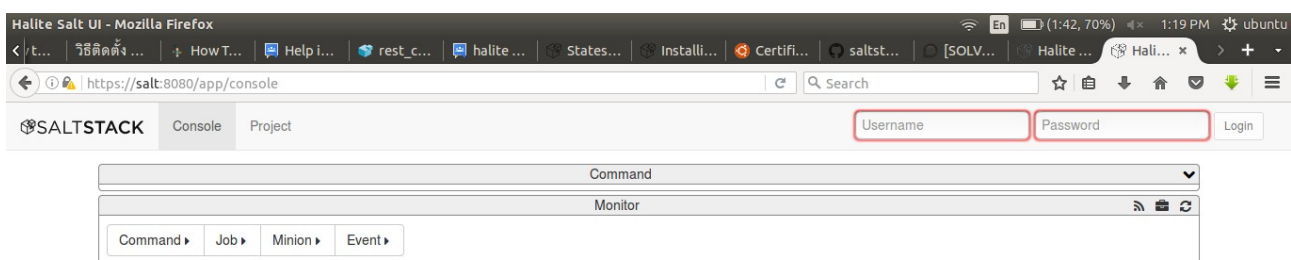 Halite Salt UI - Mozilla Firefox En (1:42, 70%) 1:19 PM ubuntu
วิธีติดตั้ง ... How T... Help i... rest_c... halite ... States... Installi... Certifi... saltst... [SOLV... Halite ... Hali... ×
https://salt:8080/app/console Search
SALTSTACK Console Project Username Password Login
Command
Monitor
Command Job Minion Event